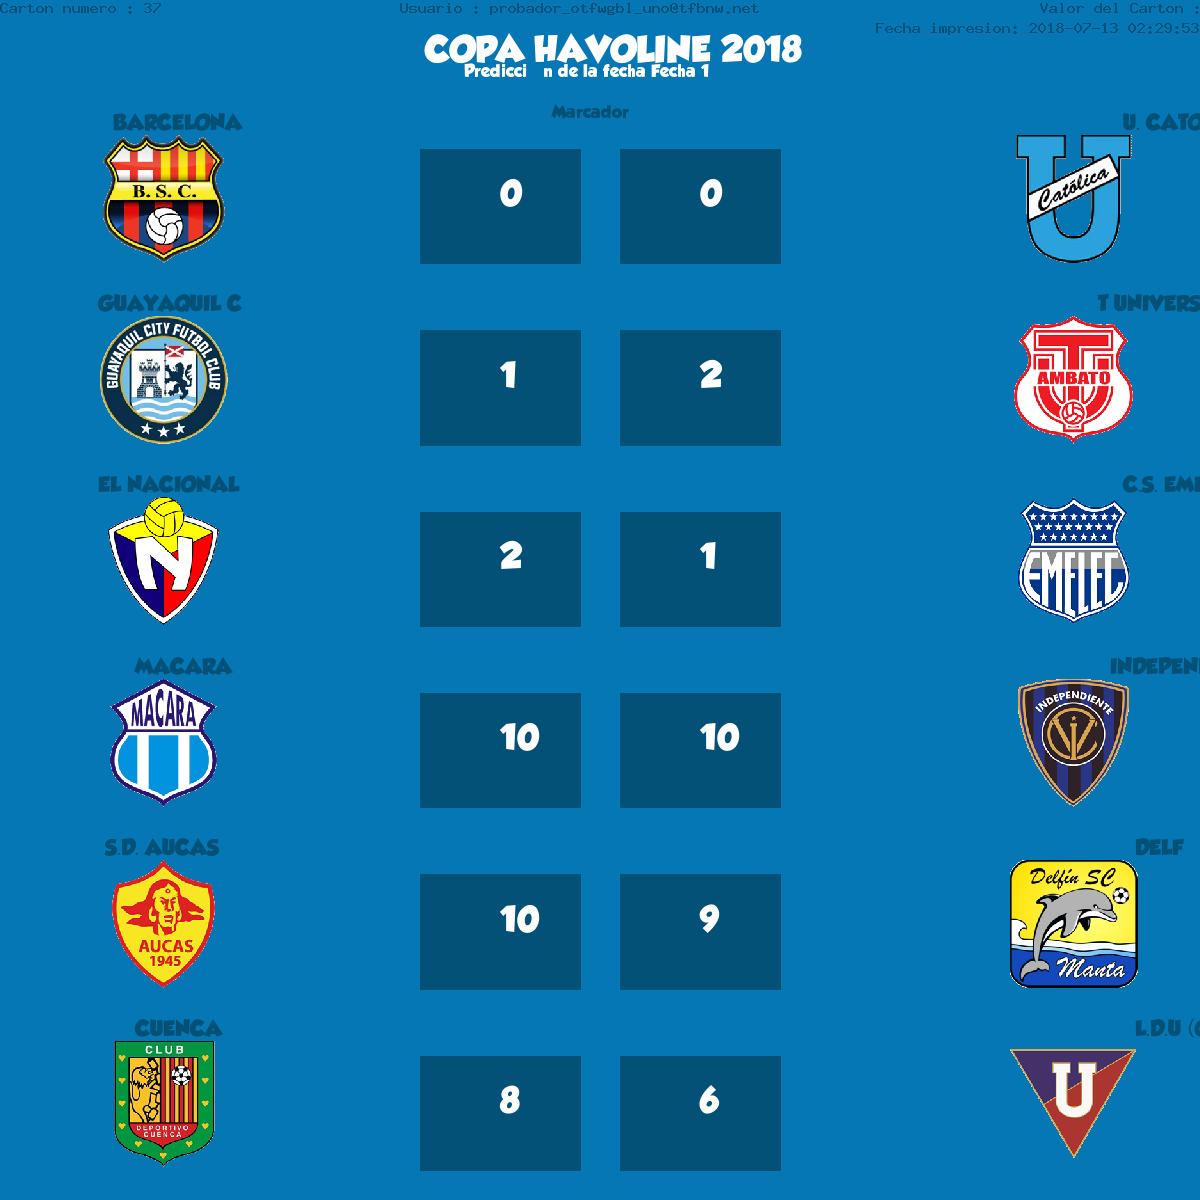 Carton numero : 37 Usuario : probador_otfwgbl_uno@tfbnw.net Valor del Carton :
Fecha impresion: 2018-07-13 02:29:53
COPA HAVOLINE 2018
Predicci n de la fecha Fecha 1
Marcador
BARCELONA U. CATO
B. S. C. 0 0 Católica
GUAYAQUIL C T UNIVERS
GUAYAQUIL CITY FUTBOL CLUB 1 2 T U AMBATO
EL NACIONAL C.S. EME
N 2 1 EMELEC
MACARA INDEPEN
MACARA 10 10 INDEPENDIENTE
S.D. AUCAS DELF
AUCAS 1945 10 9 Delfín SC Manta
CUENCA L.D.U (
CLUB DEPORTIVO CUENCA 8 6 U